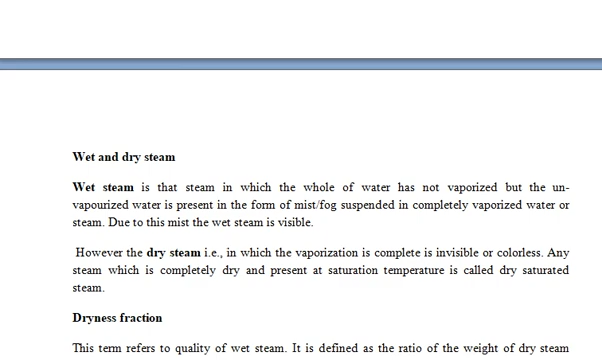 Wet and dry steam
Wet steam is that steam in which the whole of water has not vaporized but the un-
vapourized water is present in the form of mist/fog suspended in completely vaporized water or
steam. Due to this mist the wet steam is visible.
However the dry steam i.e., in which the vaporization is complete is invisible or colorless. Any
steam which is completely dry and present at saturation temperature is called dry saturated
steam.
Dryness fraction
This term refers to quality of wet steam. It is defined as the ratio of the weight of dry steam